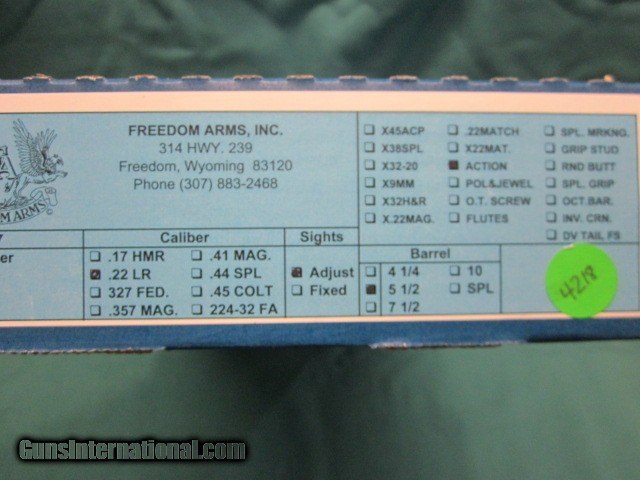 FREEDOM ARMS, INC.
314 HWY. 239
Freedom, Wyoming 83120
Phone (307) 883-2468
DOM ARMS
X45ACP .22MATCH SPL. MRKNG.
X38SPL X22MAT. GRIP STUD
X32-20 ACTION RND BUTT
X9MM POL&JEWEL SPL. GRIP
X32H&R O.T. SCREW OCT.BAR.
X.22MAG. FLUTES INV. CRN.
DV TAIL FS
Caliber Sights
.17 HMR .41 MAG.
.22 LR .44 SPL Adjust
327 FED. .45 COLT Fixed
.357 MAG. 224-32 FA
Barrel
4 1/4 10
5 1/2 SPL
7 1/2
4218
GunsInternational.com